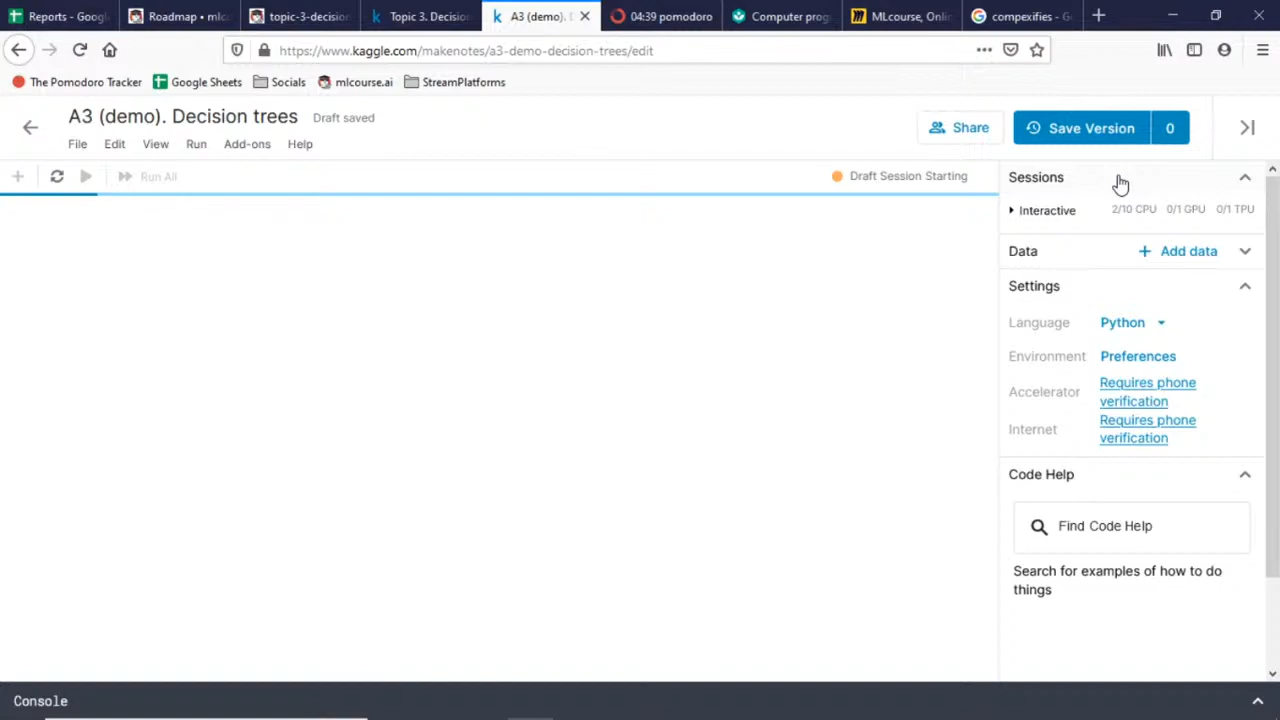 Reports - Googl
Roadmap • mlc
topic-3-decision
Topic 3. Decision
A3 (demo). D
04:39 pomodoro
Computer prog
MLcourse, Onlin
compexifies - G
https://www.kaggle.com/makenotes/a3-demo-decision-trees/edit
The Pomodoro Tracker
Google Sheets
Socials
mlcourse.ai
StreamPlatforms
A3 (demo). Decision trees
Draft saved
Share
Save Version
0
File
Edit
View
Run
Add-ons
Help
Run All
Draft Session Starting
Sessions
Interactive
2/10 CPU
0/1 GPU
0/1 TPU
Data
+ Add data
Settings
Language
Python
Environment
Preferences
Accelerator
Requires phone
verification
Internet
Requires phone
verification
Code Help
Find Code Help
Search for examples of how to do
things
Console